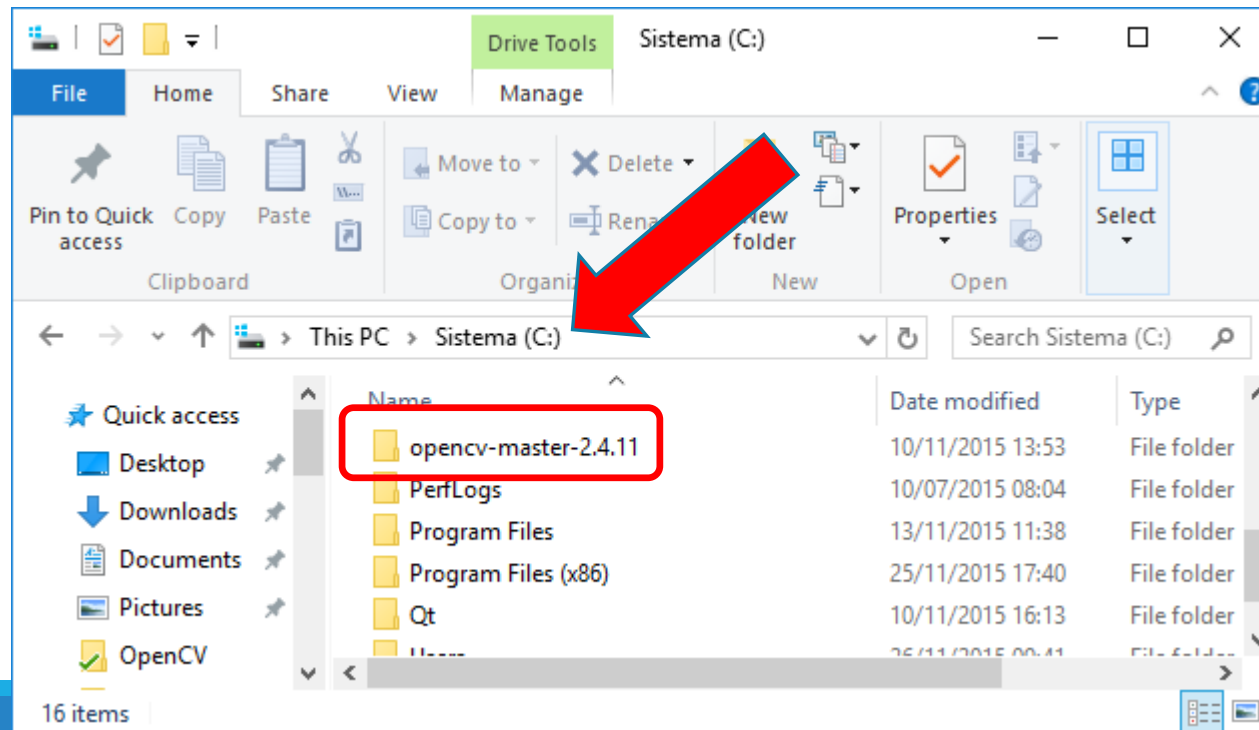 Drive Tools Sistema (C:)
File Home Share View Manage
Move to Delete
Pin to Quick access Copy Paste
Copy to New folder
Properties Select
Clipboard New Open
This PC > Sistema (C:) Search Sistema (C:)
Name Date modified Type
Quick access
opencv-master-2.4.11 10/11/2015 13:53 File folder
Desktop
PerfLogs 10/07/2015 08:04 File folder
Downloads
Program Files 13/11/2015 11:38 File folder
Documents
Program Files (x86) 25/11/2015 17:40 File folder
Pictures
Qt 10/11/2015 16:13 File folder
OpenCV
16 items